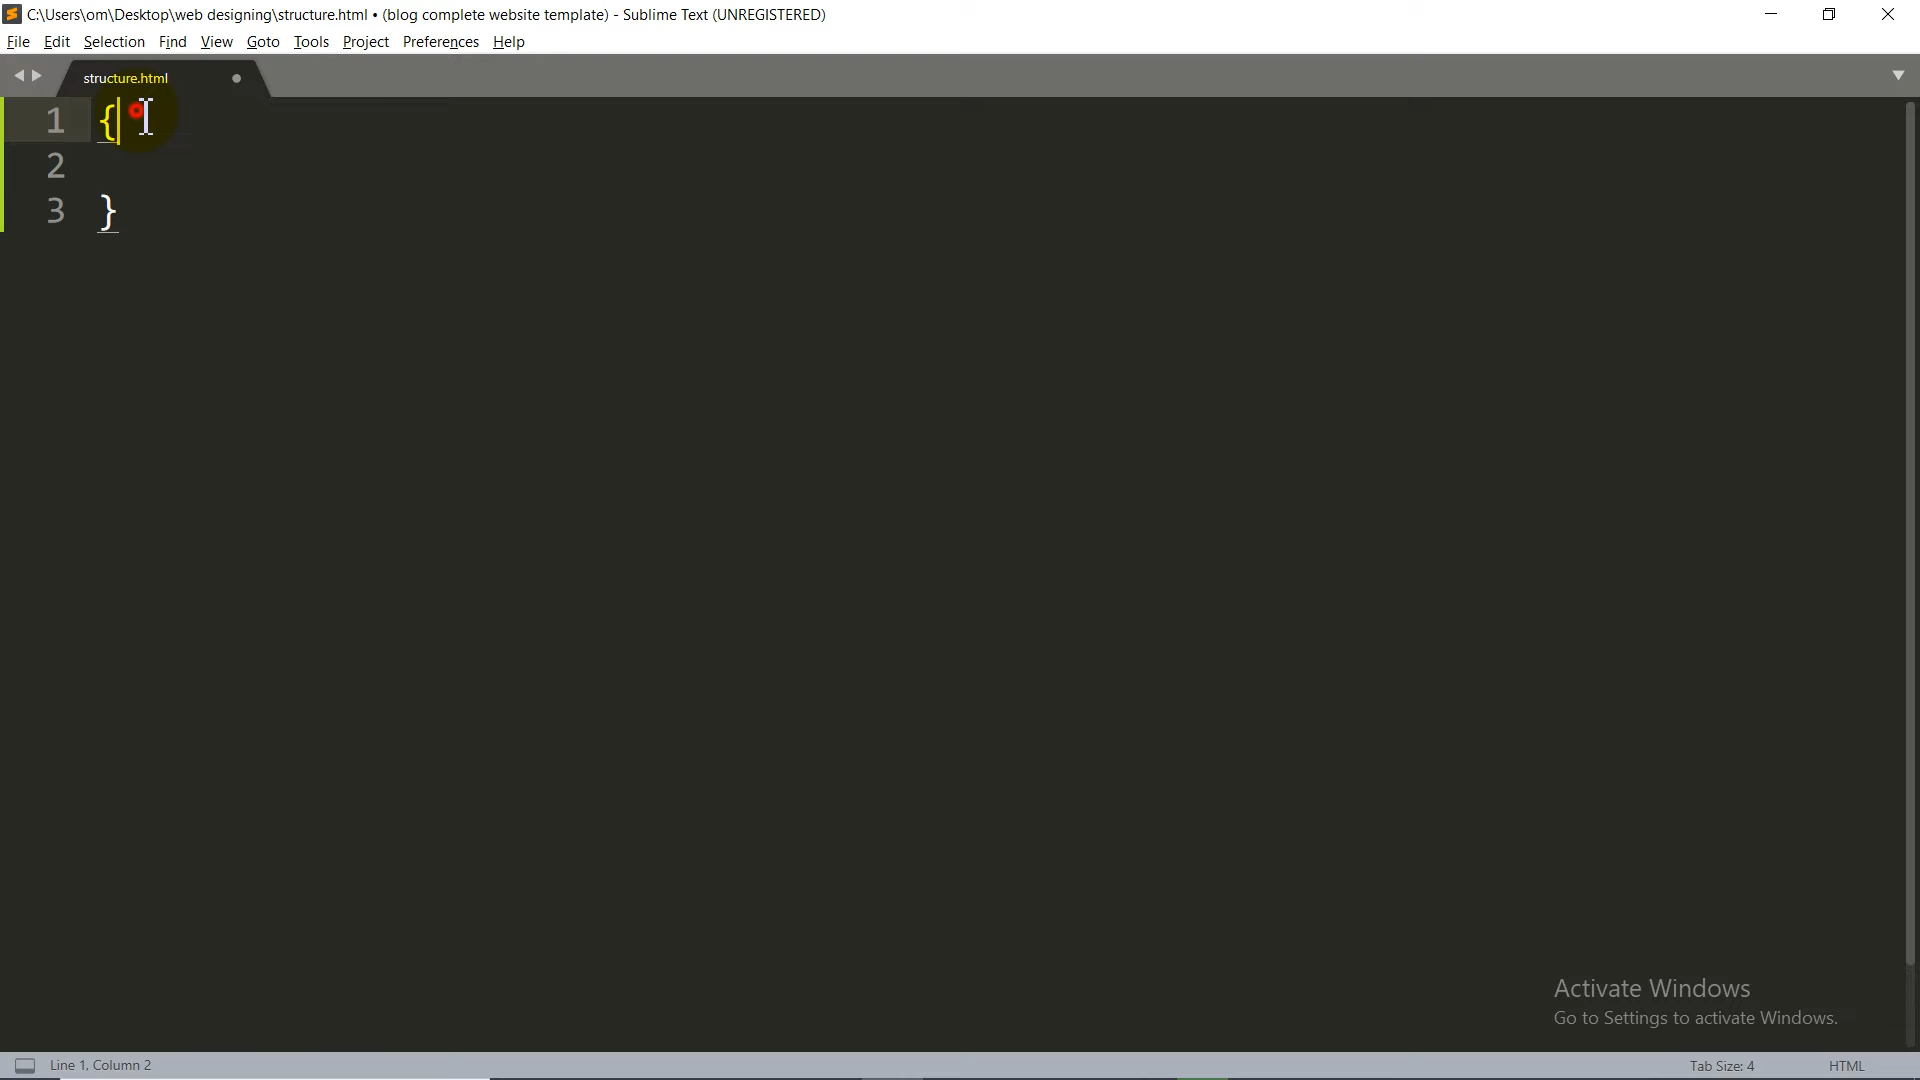 C:\Users\om\Desktop\web designing\structure.html • (blog complete website template) - Sublime Text (UNREGISTERED)
File Edit Selection Find View Goto Tools Project Preferences Help
structure.html
1 {
2
3 }
Activate Windows
Go to Settings to activate Windows.
Line 1, Column 2 Tab Size: 4 HTML